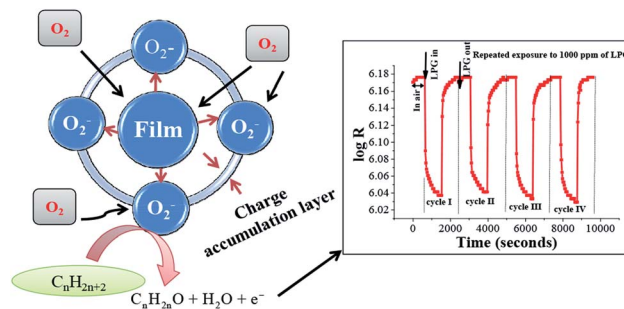 O₂
O₂-
O₂
O₂⁻
Film
O₂⁻
O₂
O₂⁻
Charge
accumulation layer
CₙH₂ₙ₊₂
CₙH₂ₙO + H₂O + e⁻
Repeated exposure to 1000 ppm of LPG
LPG in
LPG out
In air
6.18
6.16
6.14
6.12
6.10
6.08
6.06
6.04
6.02
log R
cycle I
cycle II
cycle III
cycle IV
0
2000
4000
6000
8000
10000
Time (seconds)